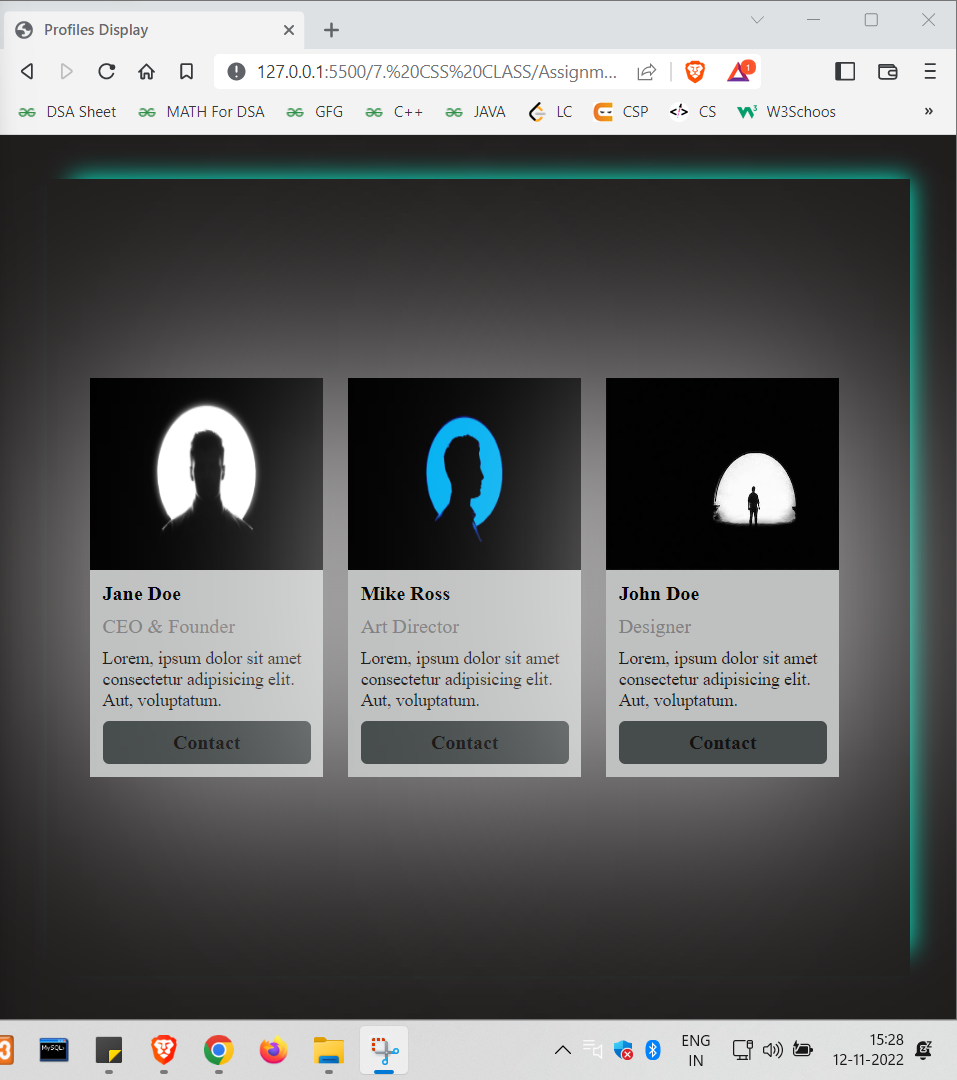 Profiles Display
127.0.0.1:5500/7.%20CSS%20CLASS/Assignm...
1
DSA Sheet MATH For DSA GFG C++ JAVA LC CSP CS W3Schoos »
Jane Doe
CEO & Founder
Lorem, ipsum dolor sit amet
consectetur adipisicing elit.
Aut, voluptatum.
Contact
Mike Ross
Art Director
Lorem, ipsum dolor sit amet
consectetur adipisicing elit.
Aut, voluptatum.
Contact
John Doe
Designer
Lorem, ipsum dolor sit amet
consectetur adipisicing elit.
Aut, voluptatum.
Contact
3
MySQL
ENG
IN
15:28
12-11-2022